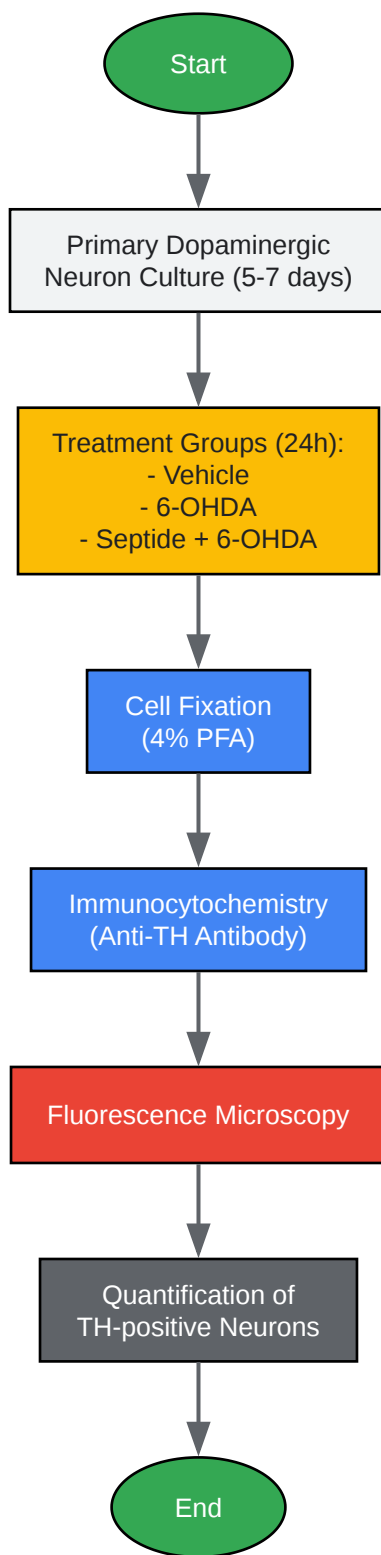 Start
Primary Dopaminergic
Neuron Culture (5-7 days)
Treatment Groups (24h):
- Vehicle
- 6-OHDA
- Septide + 6-OHDA
Cell Fixation
(4% PFA)
Immunocytochemistry
(Anti-TH Antibody)
Fluorescence Microscopy
Quantification of
TH-positive Neurons
End